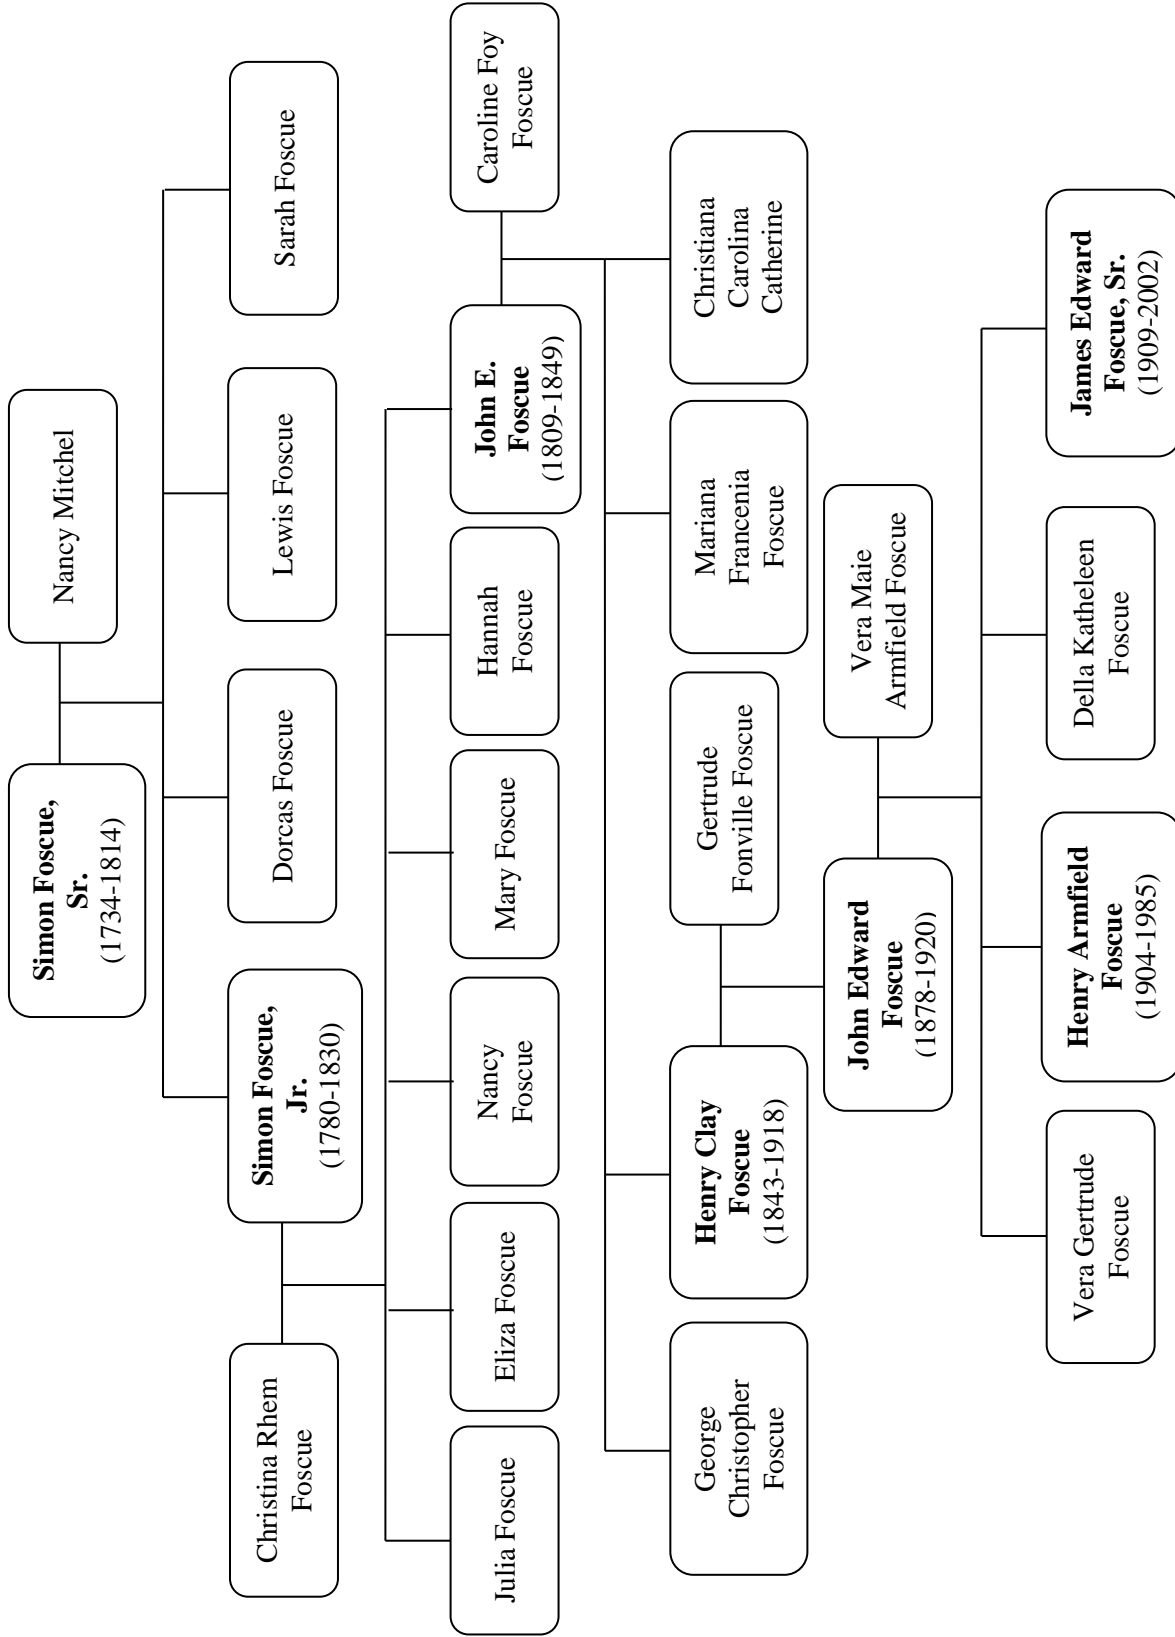 Simon Foscue,
Sr.
(1734-1814)
Nancy Mitchel
Christina Rhem
Foscue
Simon Foscue,
Jr.
(1780-1830)
Dorcas Foscue
Lewis Foscue
Sarah Foscue
Julia Foscue
Eliza Foscue
Nancy
Foscue
Mary Foscue
Hannah
Foscue
John E.
Foscue
(1809-1849)
Caroline Foy
Foscue
George
Christopher
Foscue
Henry Clay
Foscue
(1843-1918)
Gertrude
Fonville Foscue
Mariana
Francenia
Foscue
Christiana
Carolina
Catherine
John Edward
Foscue
(1878-1920)
Vera Maie
Armfield Foscue
Vera Gertrude
Foscue
Henry Armfield
Foscue
(1904-1985)
Della Katheleen
Foscue
James Edward
Foscue, Sr.
(1909-2002)